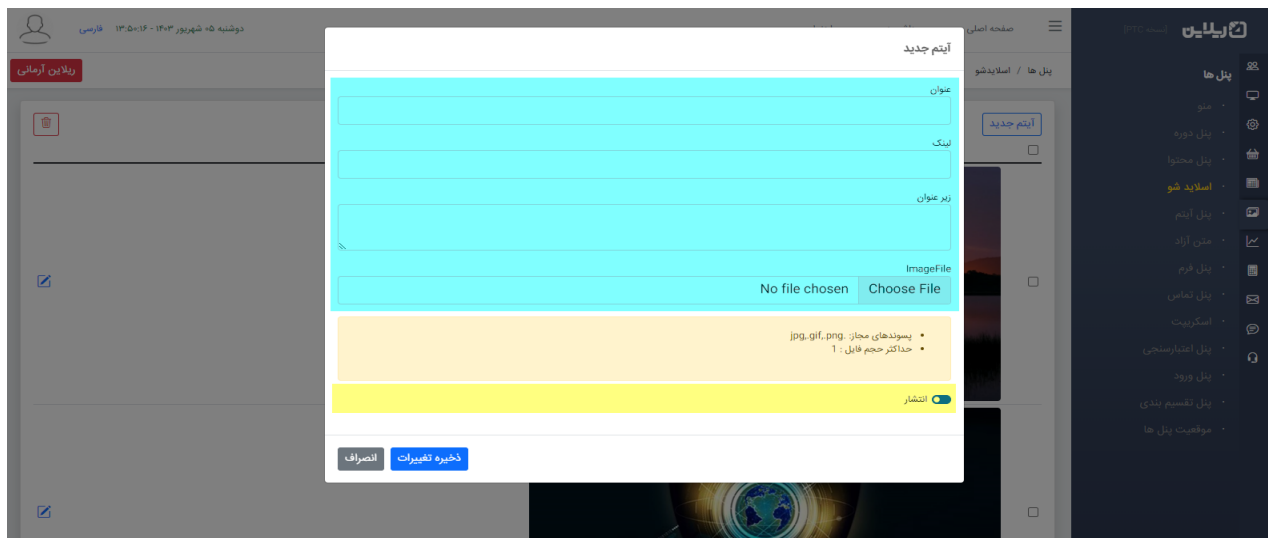 ریلاین [نسخه PTC]
صفحه اصلی
دوشنبه ۰۵ شهریور ۱۴۰۳ - ۱۳:۵۰:۱۶
فارسی
پنل ها / اسلایدشو
ریلاین آرمانی
پنل ها
منو
پنل دوره
پنل محتوا
اسلاید شو
پنل آیتم
متن آزاد
پنل فرم
پنل تماس
اسکریپت
پنل اعتبارسنجی
پنل ورود
پنل تقسیم بندی
موقعیت پنل ها
آیتم جدید
آیتم جدید
عنوان
لینک
زیر عنوان
ImageFile
Choose File No file chosen
پسوندهای مجاز: .jpg,.gif,.png
حداکثر حجم فایل : 1
انتشار
ذخیره تغییرات
انصراف